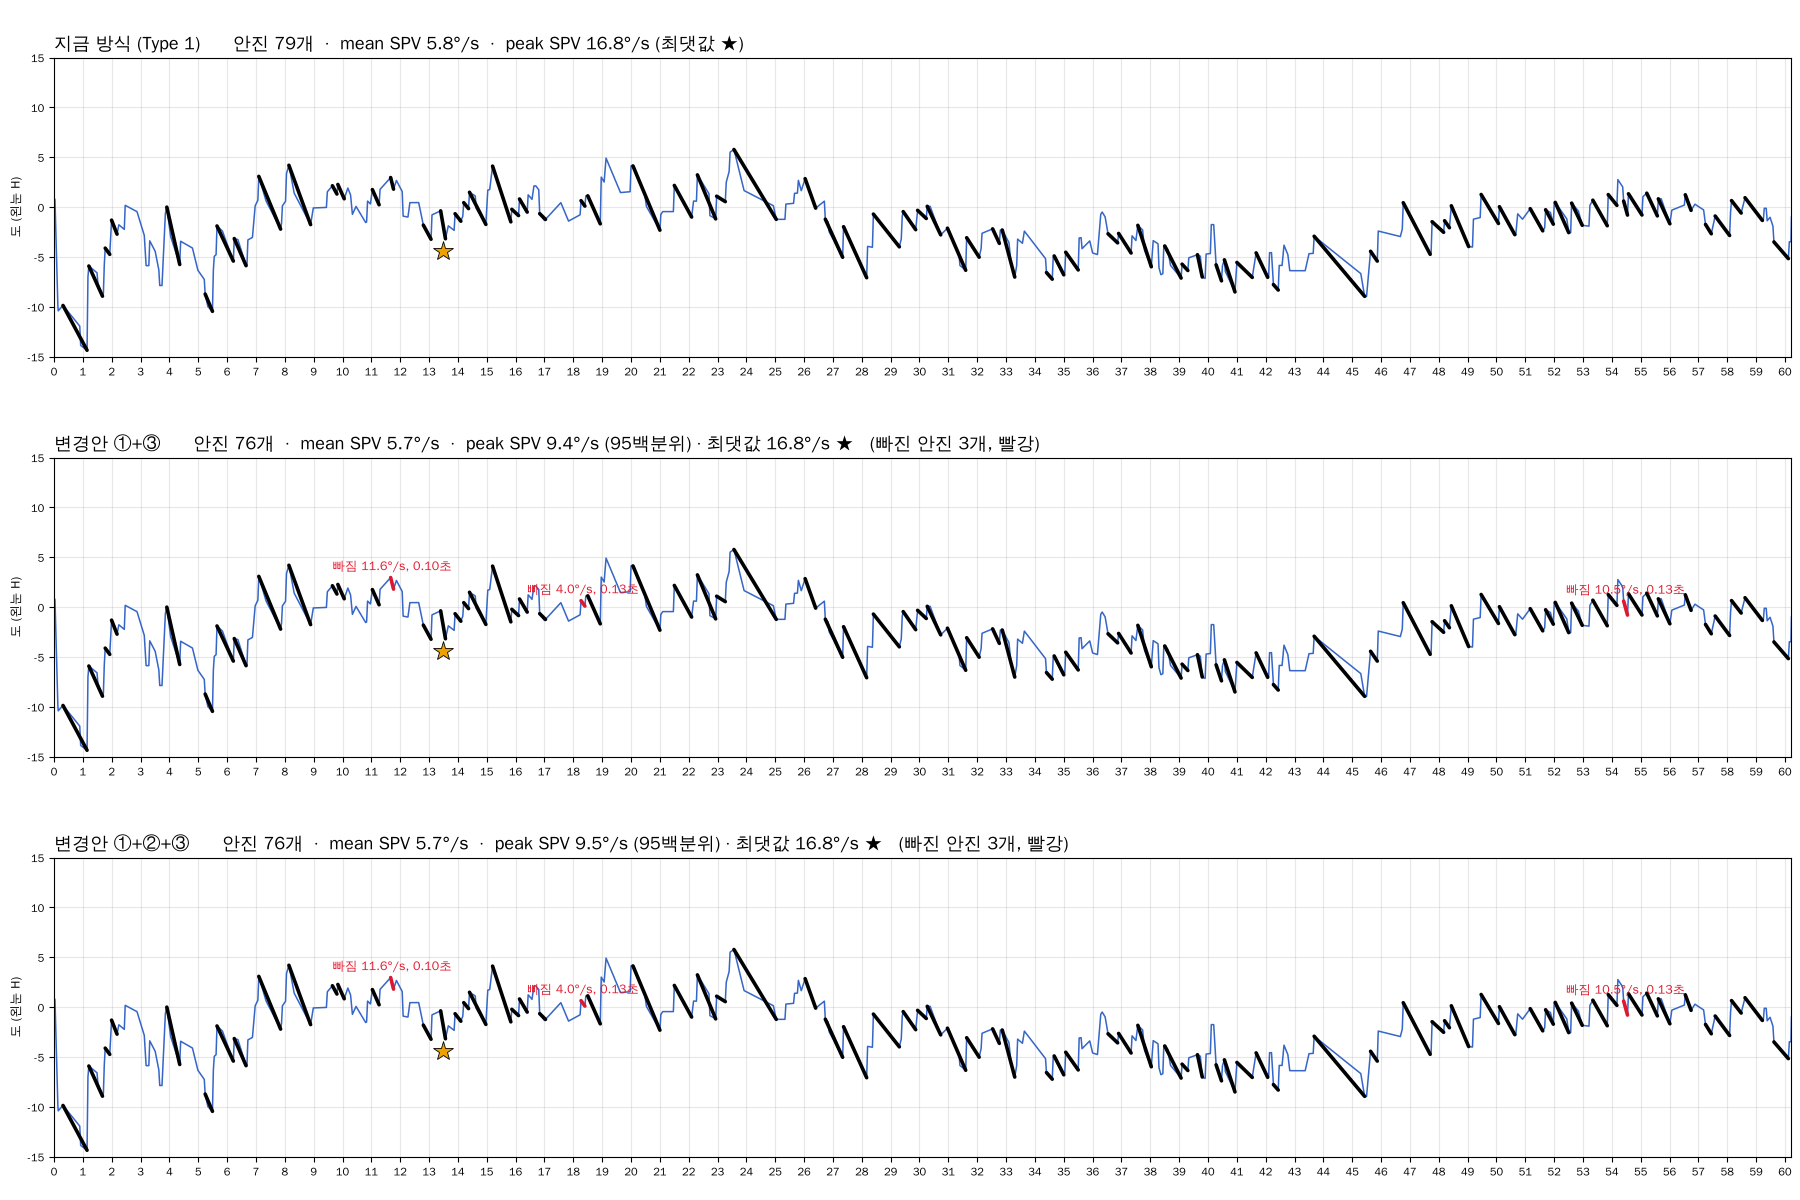 지금 방식 (Type 1) 안진 79개 · mean SPV 5.8°/s · peak SPV 16.8°/s (최댓값 ★)
15
10
5
0
-5
-10
-15
도 (왼눈 H)
0 1 2 3 4 5 6 7 8 9 10 11 12 13 14 15 16 17 18 19 20 21 22 23 24 25 26 27 28 29 30 31 32 33 34 35 36 37 38 39 40 41 42 43 44 45 46 47 48 49 50 51 52 53 54 55 56 57 58 59 60
변경안 ①+③ 안진 76개 · mean SPV 5.7°/s · peak SPV 9.4°/s (95백분위) · 최댓값 16.8°/s ★ (빠진 안진 3개, 빨강)
15
10
5
0
-5
-10
-15
도 (왼눈 H)
빠짐 11.6°/s, 0.10초
빠짐 4.0°/s, 0.13초
빠짐 10.5°/s, 0.13초
0 1 2 3 4 5 6 7 8 9 10 11 12 13 14 15 16 17 18 19 20 21 22 23 24 25 26 27 28 29 30 31 32 33 34 35 36 37 38 39 40 41 42 43 44 45 46 47 48 49 50 51 52 53 54 55 56 57 58 59 60
변경안 ①+②+③ 안진 76개 · mean SPV 5.7°/s · peak SPV 9.5°/s (95백분위) · 최댓값 16.8°/s ★ (빠진 안진 3개, 빨강)
15
10
5
0
-5
-10
-15
도 (왼눈 H)
빠짐 11.6°/s, 0.10초
빠짐 4.0°/s, 0.13초
빠짐 10.5°/s, 0.13초
0 1 2 3 4 5 6 7 8 9 10 11 12 13 14 15 16 17 18 19 20 21 22 23 24 25 26 27 28 29 30 31 32 33 34 35 36 37 38 39 40 41 42 43 44 45 46 47 48 49 50 51 52 53 54 55 56 57 58 59 60